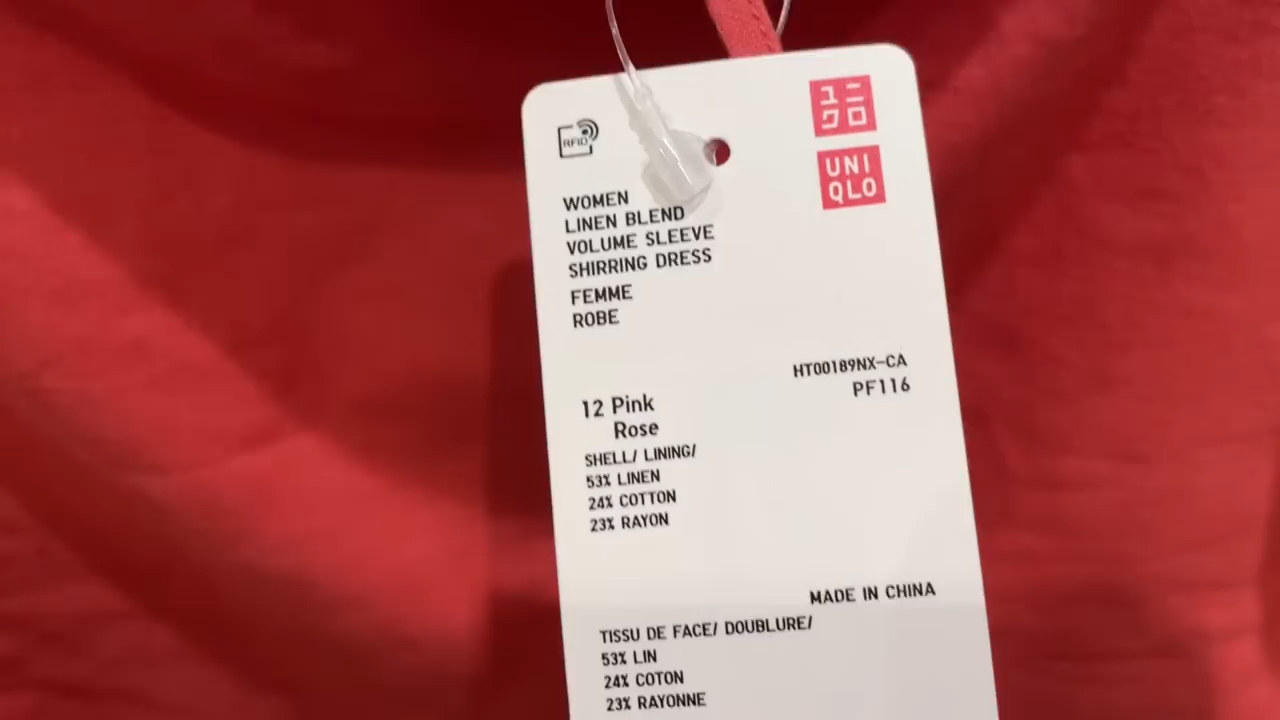 RFID
ユニ
クロ
UNI
QLO
WOMEN
LINEN BLEND
VOLUME SLEEVE
SHIRRING DRESS
FEMME
ROBE
HT00189NX-CA
PF116
12 Pink
Rose
SHELL/ LINING/
53% LINEN
24% COTTON
23% RAYON
MADE IN CHINA
TISSU DE FACE/ DOUBLURE/
53% LIN
24% COTON
23% RAYONNE